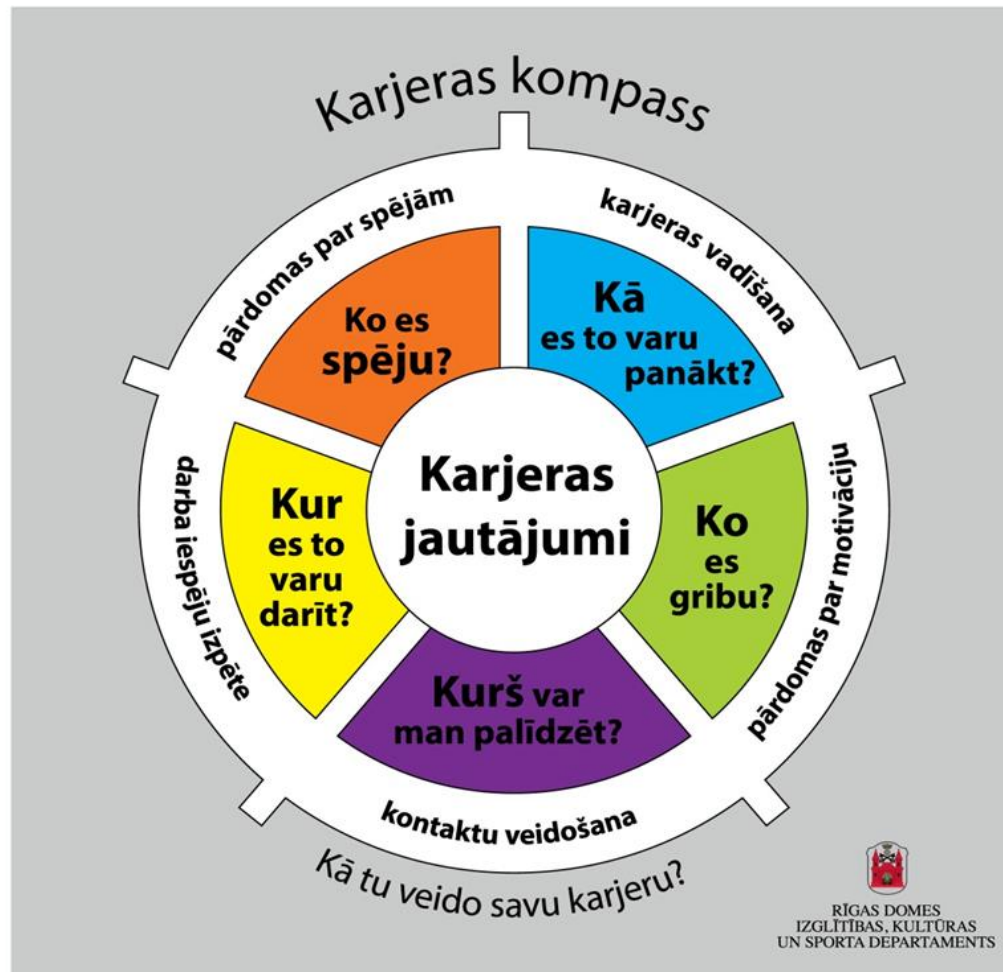 Karjeras kompass
pārdomas par spējām
karjeras vadīšana
Ko es
spēju?
Kā
es to varu
panākt?
Karjeras
jautājumi
Kur
es to
varu
darīt?
Ko
es
gribu?
darba iespēju izpēte
pārdomas par motivāciju
Kurš var
man palīdzēt?
kontaktu veidošana
Kā tu veido savu karjeru?
RĪGAS DOMES
IZGLĪTĪBAS, KULTŪRAS
UN SPORTA DEPARTAMENTS